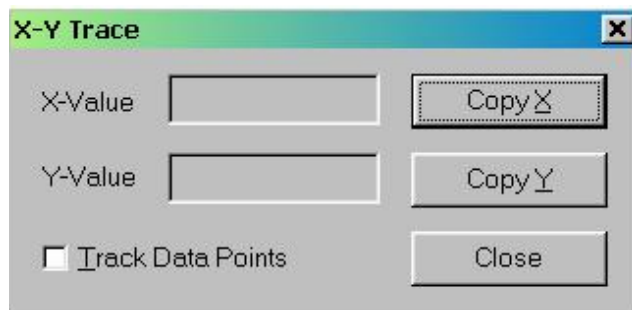 X-Y Trace
X-Value
Copy X
Y-Value
Copy Y
Track Data Points
Close